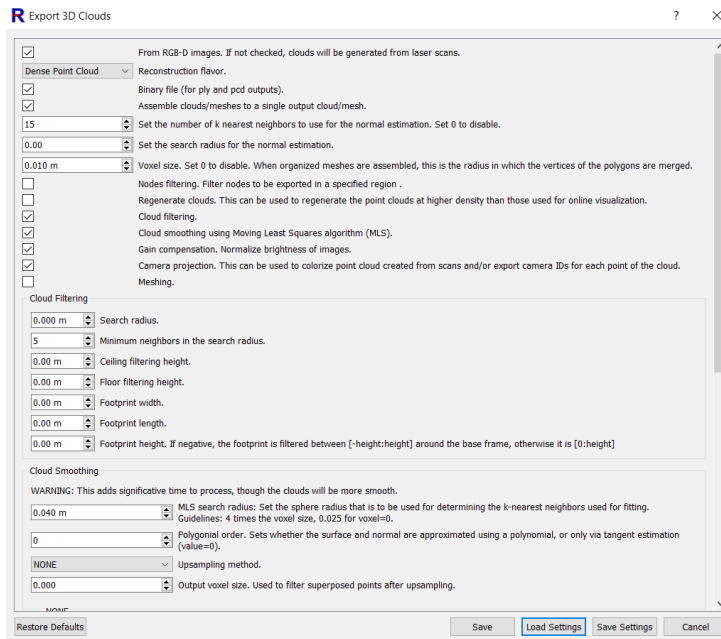 R Export 3D Clouds ? ×
From RGB-D images. If not checked, clouds will be generated from laser scans.
Dense Point Cloud Reconstruction flavor.
Binary file (for ply and pcd outputs).
Assemble clouds/meshes to a single output cloud/mesh.
15 Set the number of k nearest neighbors to use for the normal estimation. Set 0 to disable.
0.00 Set the search radius for the normal estimation.
0.010 m Voxel size. Set 0 to disable. When organized meshes are assembled, this is the radius in which the vertices of the polygons are merged.
Nodes filtering. Filter nodes to be exported in a specified region .
Regenerate clouds. This can be used to regenerate the point clouds at higher density than those used for online visualization.
Cloud filtering.
Cloud smoothing using Moving Least Squares algorithm (MLS).
Gain compensation. Normalize brightness of images.
Camera projection. This can be used to colorize point cloud created from scans and/or export camera IDs for each point of the cloud.
Meshing.
Cloud Filtering
0.000 m Search radius.
5 Minimum neighbors in the search radius.
0.00 m Ceiling filtering height.
0.00 m Floor filtering height.
0.00 m Footprint width.
0.00 m Footprint length.
0.00 m Footprint height. If negative, the footprint is filtered between [-height:height] around the base frame, otherwise it is [0:height]
Cloud Smoothing
WARNING: This adds significative time to process, though the clouds will be more smooth.
0.040 m MLS search radius: Set the sphere radius that is to be used for determining the k-nearest neighbors used for fitting.
Guidelines: 4 times the voxel size, 0.025 for voxel=0.
0 Polygonial order. Sets whether the surface and normal are approximated using a polynomial, or only via tangent estimation
(value=0).
NONE Upsampling method.
0.000 Output voxel size. Used to filter superposed points after upsampling.
NONE
Restore Defaults Save Load Settings Save Settings Cancel